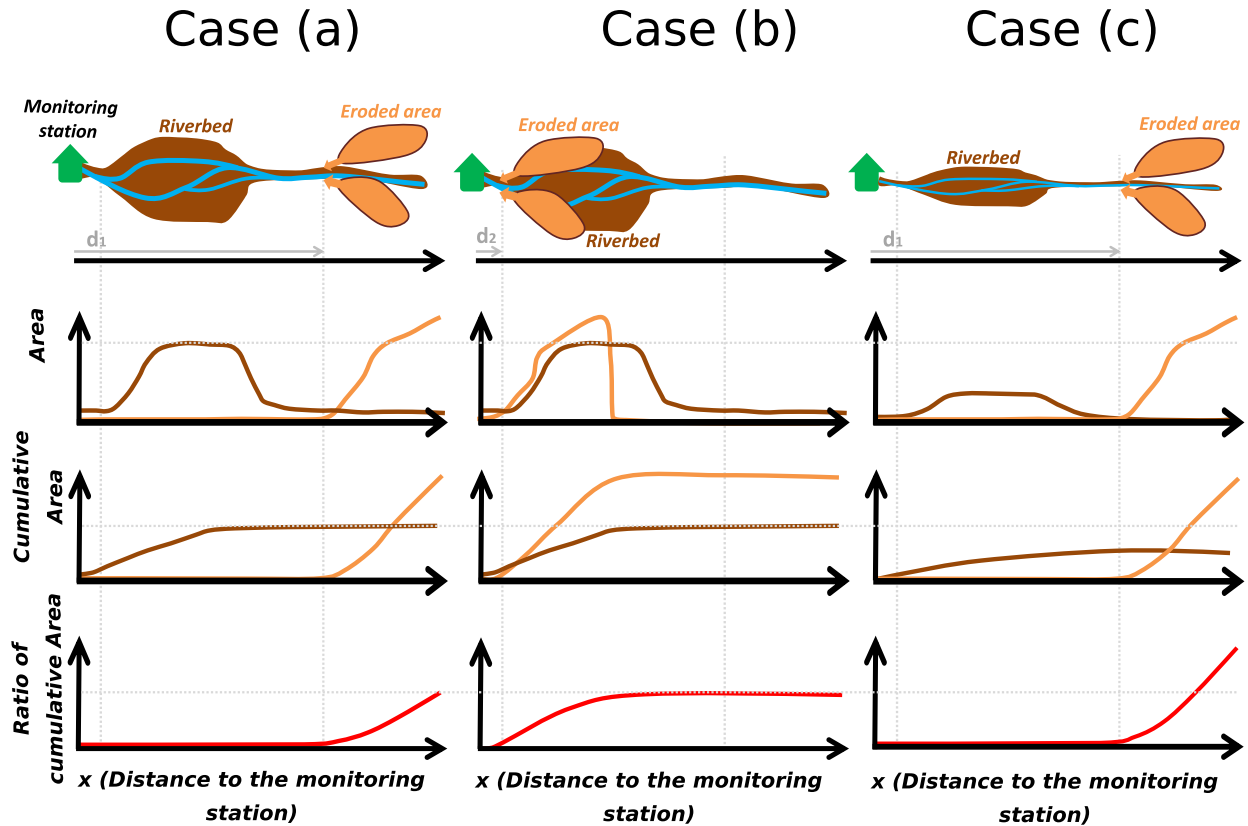 Case (a)
Case (b)
Case (c)
Monitoring
station
Riverbed
Eroded area
d₁
Eroded area
Riverbed
d₂
Riverbed
Eroded area
d₁
Area
Cumulative
Area
Ratio of
cumulative Area
x (Distance to the monitoring
station)
x (Distance to the monitoring
station)
x (Distance to the monitoring
station)